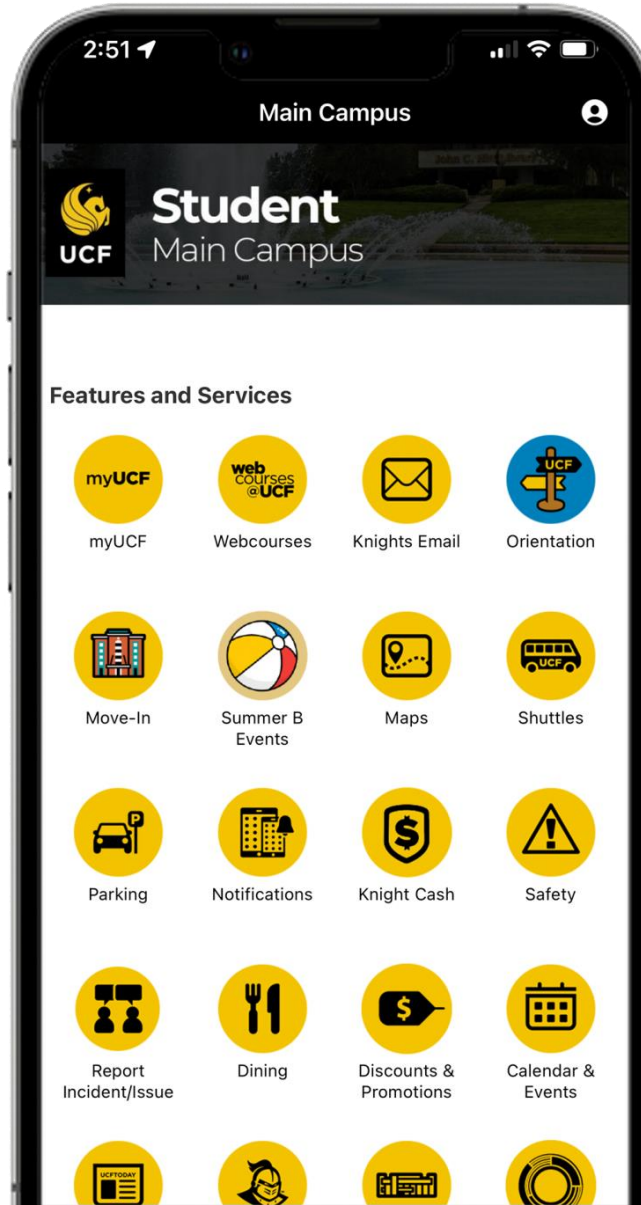 2:51
Main Campus
UCF
Student
Main Campus
Features and Services
myUCF
web
courses
@UCF
UCF
myUCF
Webcourses
Knights Email
Orientation
UCF
Move-In
Summer B
Events
Maps
Shuttles
P
$
Parking
Notifications
Knight Cash
Safety
$
Report
Incident/Issue
Dining
Discounts &
Promotions
Calendar &
Events
UCFTODAY